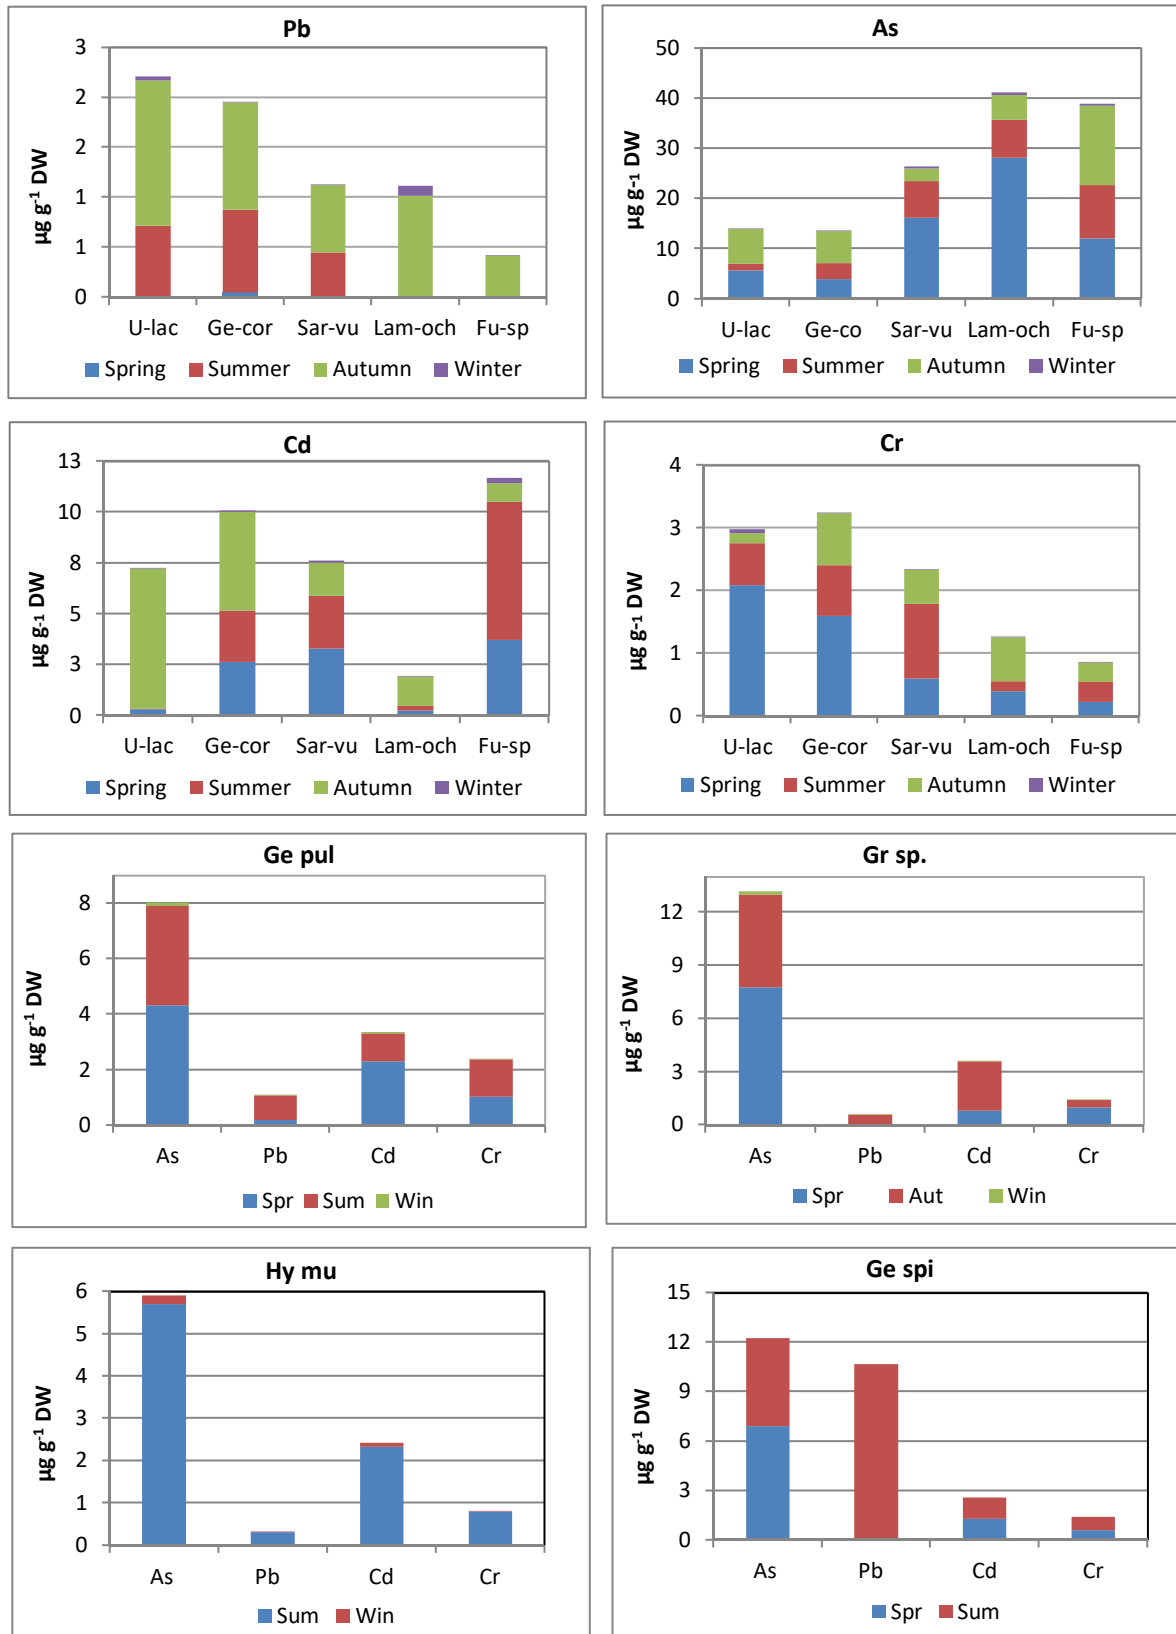 Pb
3
2
2
1
1
0
µg g-1 DW
U-lac Ge-cor Sar-vu Lam-och Fu-sp
Spring Summer Autumn Winter
As
50
40
30
20
10
0
µg g-1 DW
U-lac Ge-co Sar-vu Lam-och Fu-sp
Spring Summer Autumn Winter
Cd
13
10
8
5
3
0
µg g-1 DW
U-lac Ge-cor Sar-vu Lam-och Fu-sp
Spring Summer Autumn Winter
Cr
4
3
2
1
0
µg g-1 DW
U-lac Ge-cor Sar-vu Lam-och Fu-sp
Spring Summer Autumn Winter
Ge pul
8
6
4
2
0
µg g-1 DW
As Pb Cd Cr
Spr Sum Win
Gr sp.
12
9
6
3
0
µg g-1 DW
As Pb Cd Cr
Spr Aut Win
Hy mu
6
5
4
3
2
1
0
µg g-1 DW
As Pb Cd Cr
Sum Win
Ge spi
15
12
9
6
3
0
µg g-1 DW
As Pb Cd Cr
Spr Sum